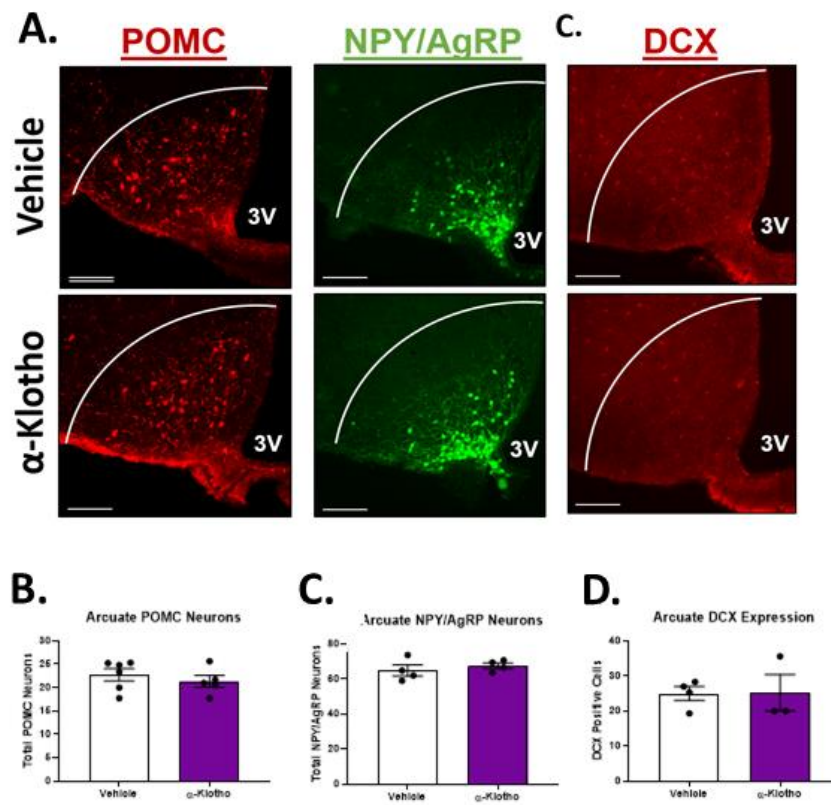 A.
POMC
NPY/AgRP
C.
DCX
Vehicle
3V
3V
3V
α-Klotho
3V
3V
3V
B.
Arcuate POMC Neurons
Total POMC Neurons
30
25
20
15
10
5
0
Vehicle
α-Klotho
C.
Arcuate NPY/AgRP Neurons
Total NPY/AgRP Neurons
80
60
40
20
0
Vehicle
α-Klotho
D.
Arcuate DCX Expression
DCX Positive Cells
40
30
20
10
0
Vehicle
α-Klotho